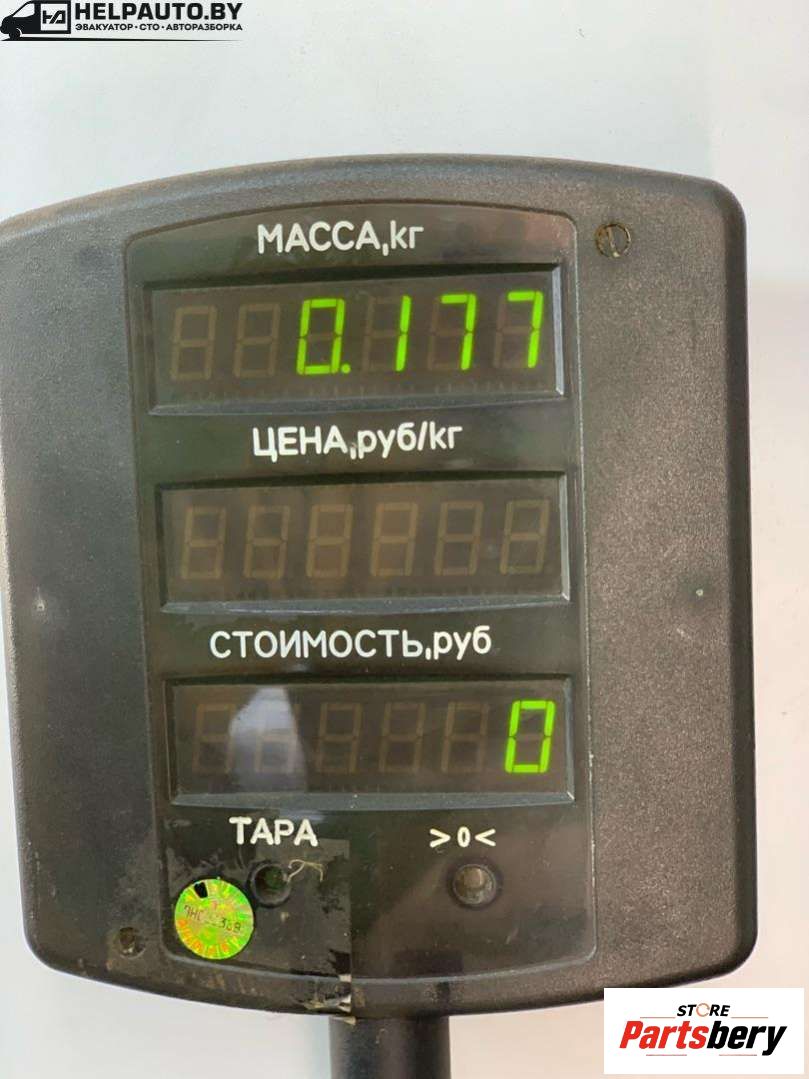 HELPAUTO.BY
ЭВАКУАТОР • СТО • АВТОРАЗБОРКА
МАССА,кг
0.177
ЦЕНА,руб/кг
СТОИМОСТЬ,руб
0
ТАРА >0<
STORE
Partsbery